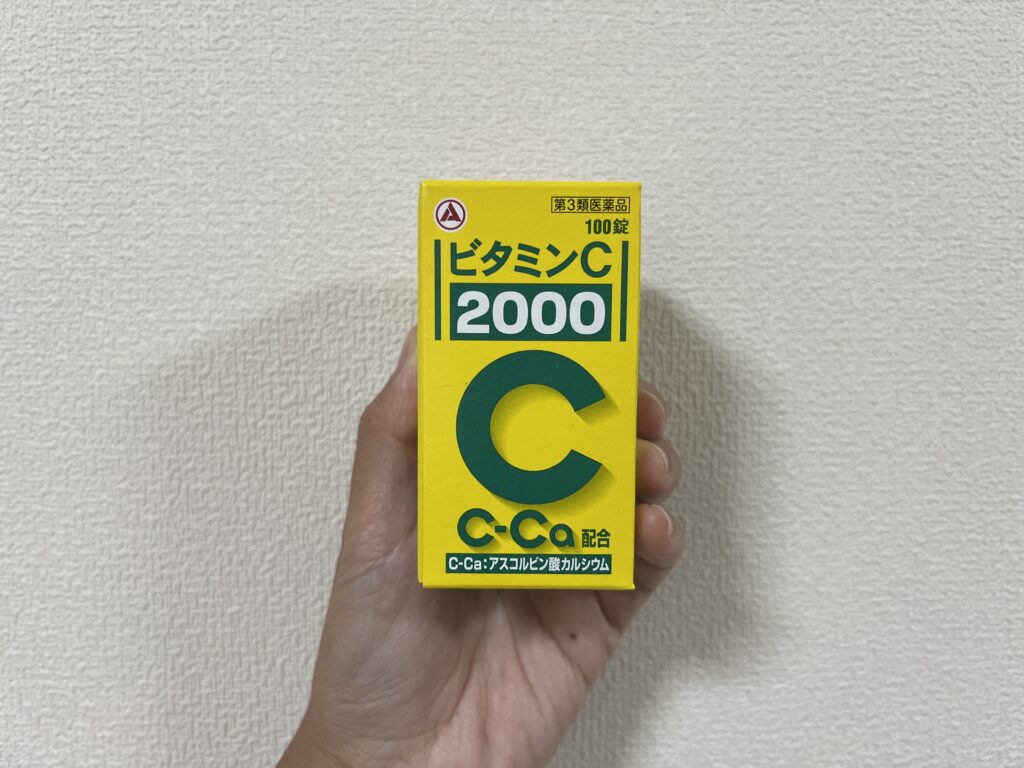 第3類医薬品
100錠
ビタミンC
2000
C
C-Ca 配合
C-Ca:アスコルビン酸カルシウム